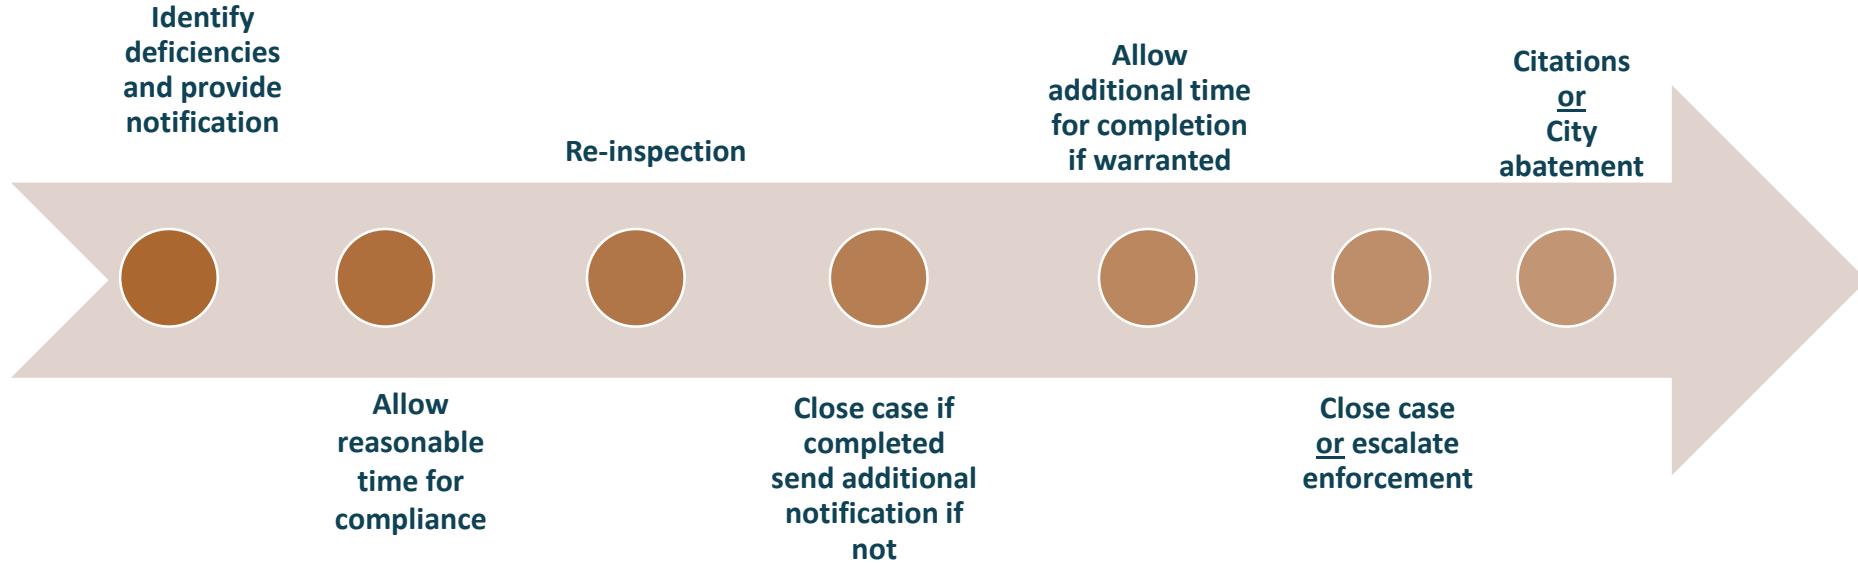 Identify
deficiencies
and provide
notification
Allow
reasonable
time for
compliance
Re-inspection
Close case if
completed
send additional
notification if
not
Allow
additional time
for completion
if warranted
Close case
or escalate
enforcement
Citations
or
City
abatement